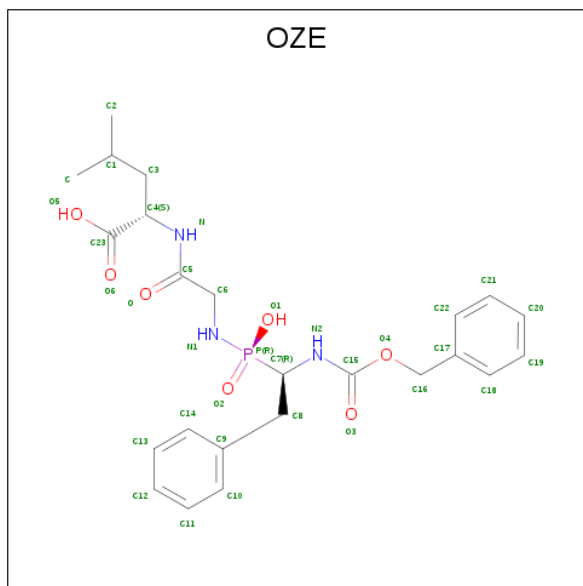 OZE
C2
C1
C3
C
O5
HO
C4(S)
N
NH
C23
O
O6
C5
O
O
C6
O1
OH
HN
N1
P
P(R)
C7(R)
O
O2
N2
H
N
C15
O
O3
O4
O
C16
C17
C22
C21
C20
C19
C18
C8
C14
C9
C13
C12
C11
C10